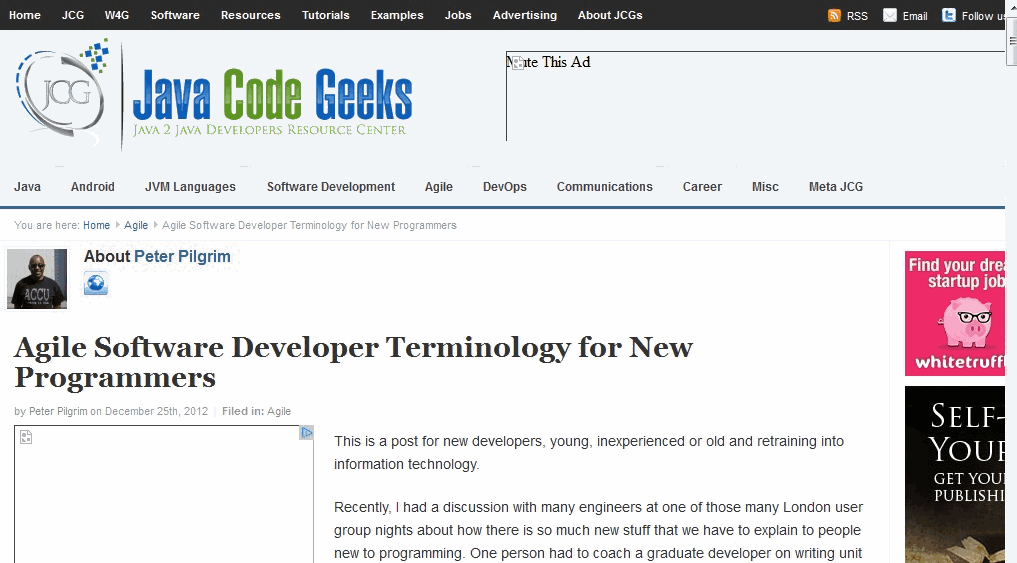 Home JCG W4G Software Resources Tutorials Examples Jobs Advertising About JCGs RSS Email Follow us
JCG
Java Code Geeks
Java 2 Java Developers Resource Center
Mute This Ad
Java Android JVM Languages Software Development Agile DevOps Communications Career Misc Meta JCG
You are here: Home Agile Agile Software Developer Terminology for New Programmers
About Peter Pilgrim
ACCU
Agile Software Developer Terminology for New
Programmers
by Peter Pilgrim on December 25th, 2012 Filed in: Agile
This is a post for new developers, young, inexperienced or old and retraining into
information technology.
Recently, I had a discussion with many engineers at one of those many London user
group nights about how there is so much new stuff that we have to explain to people
new to programming. One person had to coach a graduate developer on writing unit
Find your drea
startup job
whitetruffl
Self-
Your
Get You
Publishi